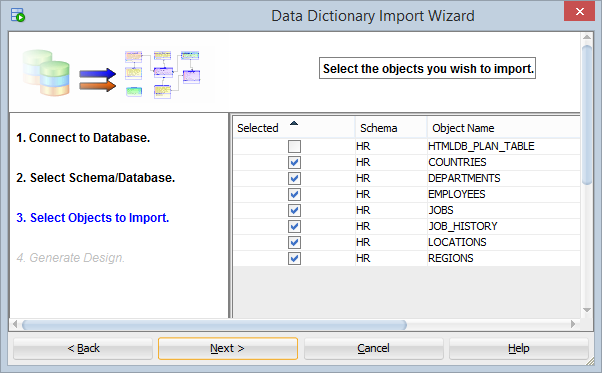 Data Dictionary Import Wizard
Select the objects you wish to import.
1. Connect to Database.
2. Select Schema/Database.
3. Select Objects to Import.
4. Generate Design.
Selected Schema Object Name
HR HTMLDB_PLAN_TABLE
HR COUNTRIES
HR DEPARTMENTS
HR EMPLOYEES
HR JOBS
HR JOB_HISTORY
HR LOCATIONS
HR REGIONS
< Back Next > Cancel Help